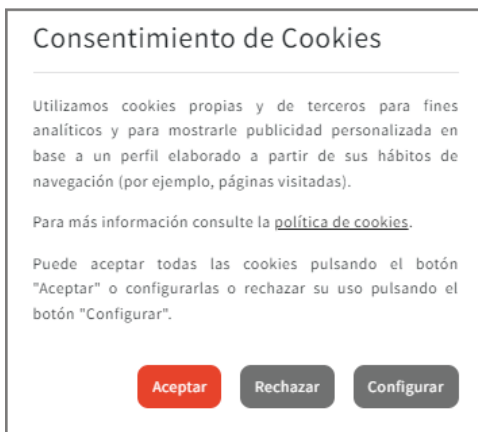 Consentimiento de Cookies
Utilizamos cookies propias y de terceros para fines
analíticos y para mostrarle publicidad personalizada en
base a un perfil elaborado a partir de sus hábitos de
navegación (por ejemplo, páginas visitadas).
Para más información consulte la política de cookies.
Puede aceptar todas las cookies pulsando el botón
"Aceptar" o configurarlas o rechazar su uso pulsando el
botón "Configurar".
Aceptar Rechazar Configurar